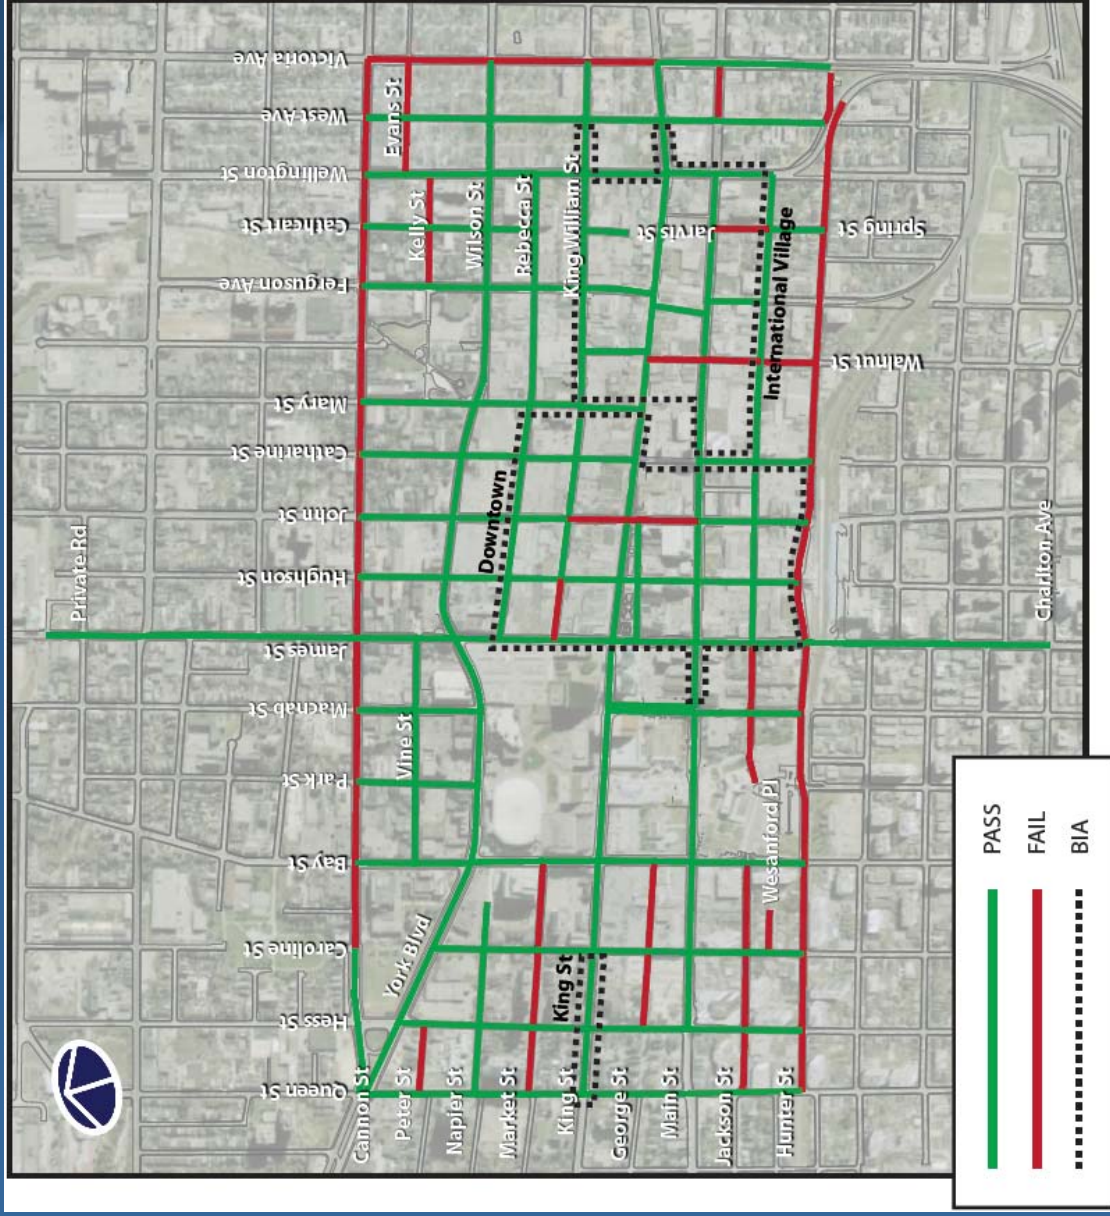 Victoria Ave
West Ave
Wellington St
Cathcart St
Ferguson Ave
Mary St
Catharine St
John St
Hughson St
James St
Macnab St
Park St
Bay St
Caroline St
Hess St
Queen St
Evans St
Kelly St
Wilson St
Rebecca St
King William St
Jarvis St
Spring St
Walnut St
International Village
Downtown
Private Rd
Charlton Ave
Vine St
York Blvd
King St
Wesanford Pl
Cannon St
Peter St
Napier St
Market St
King St
George St
Main St
Jackson St
Hunter St
PASS
FAIL
BIA